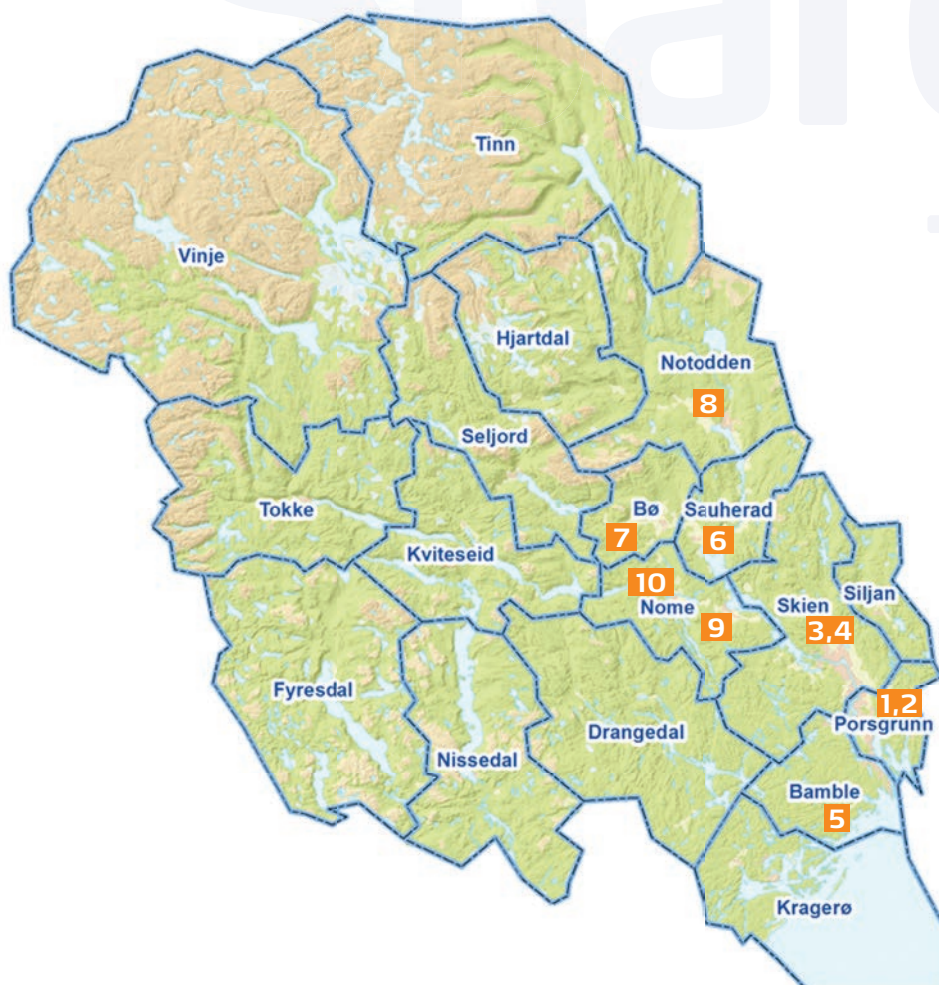 Tinn
Vinje
Hjartdal
Notodden
8
Seljord
Tokke
Bø
Sauherad
7
6
Kviteseid
10
Nome
9
Skien
3,4
Siljan
Fyresdal
1,2
Porsgrunn
Drangedal
Nissedal
Bamble
5
Kragerø